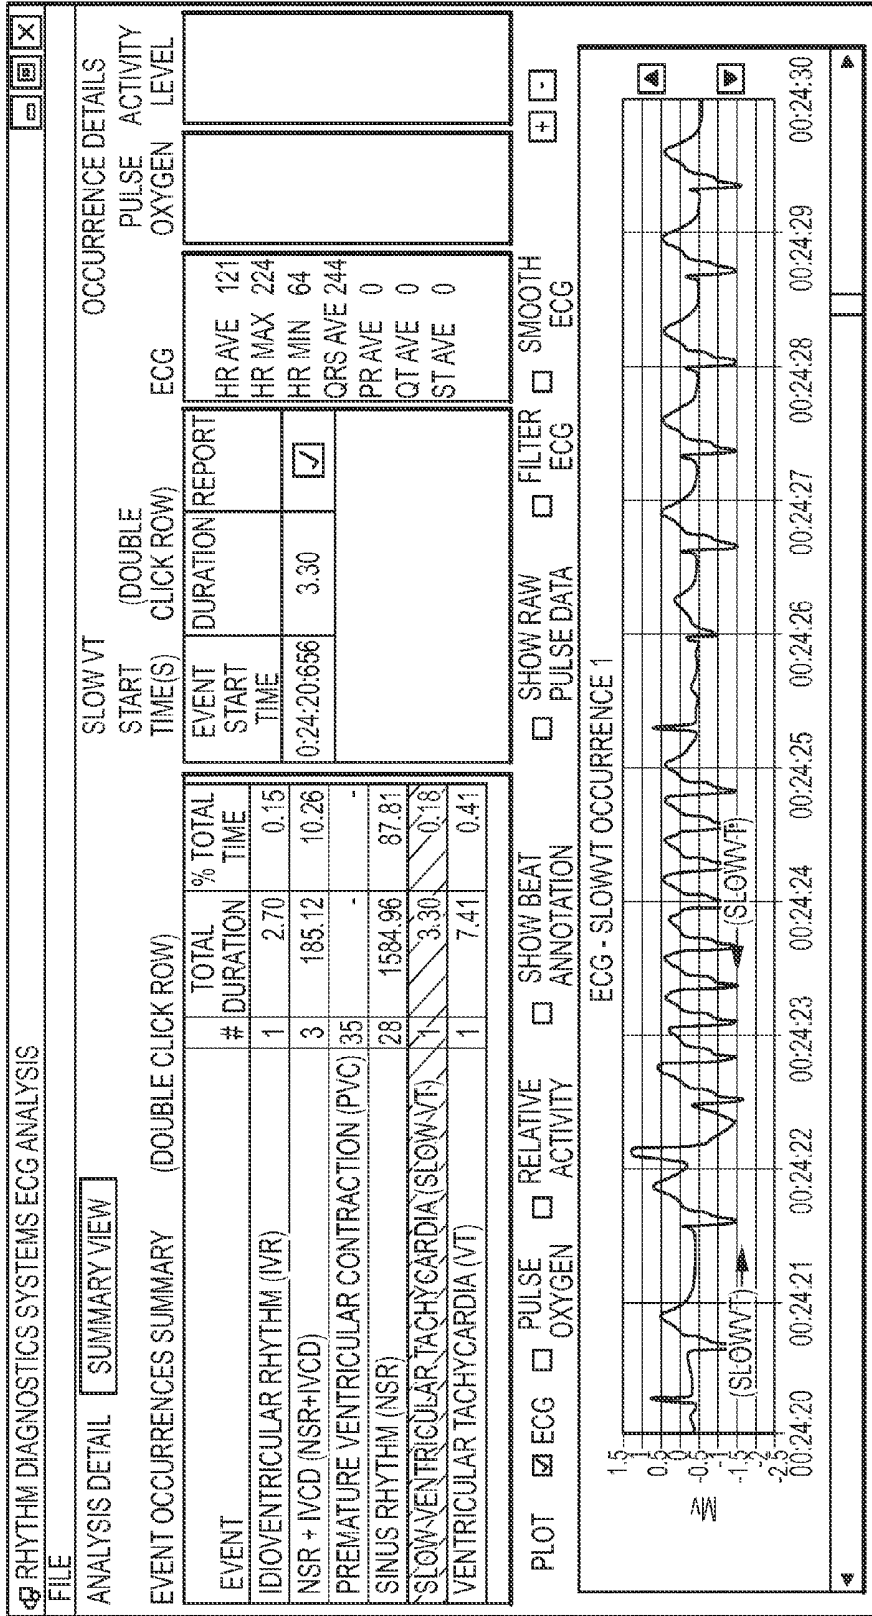 RHYTHM DIAGNOSTICS SYSTEMS ECG ANALYSIS
FILE
ANALYSIS DETAIL SUMMARY VIEW
EVENT OCCURRENCES SUMMARY (DOUBLE CLICK ROW)
EVENT # TOTAL DURATION % TOTAL TIME
IDIOVENTRICULAR RHYTHM (IVR) 1 2.70 0.15
NSR + IVCD (NSR+IVCD) 3 185.12 10.26
PREMATURE VENTRICULAR CONTRACTION (PVC) 35 - -
SINUS RHYTHM (NSR) 28 1584.96 87.81
SLOW VENTRICULAR TACHYCARDIA (SLOW VT) 1 3.30 0.18
VENTRICULAR TACHYCARDIA (VT) 1 7.41 0.41
SLOW VT
START (DOUBLE
TIME(S) CLICK ROW)
EVENT START TIME DURATION REPORT
0:24:20:656 3.30
OCCURRENCE DETAILS
ECG PULSE OXYGEN ACTIVITY LEVEL
HR AVE 121
HR MAX 224
HR MIN 64
QRS AVE 244
PR AVE 0
QT AVE 0
ST AVE 0
PLOT ECG PULSE OXYGEN RELATIVE ACTIVITY SHOW BEAT ANNOTATION SHOW RAW PULSE DATA FILTER ECG SMOOTH ECG + -
ECG - SLOWVT OCCURRENCE 1
Mv
1.5
0.5
0
-0.5
-1.5
-2
-2.5
(SLOWVT)
(SLOWVT)
00:24:20 00:24:21 00:24:22 00:24:23 00:24:24 00:24:25 00:24:26 00:24:27 00:24:28 00:24:29 00:24:30